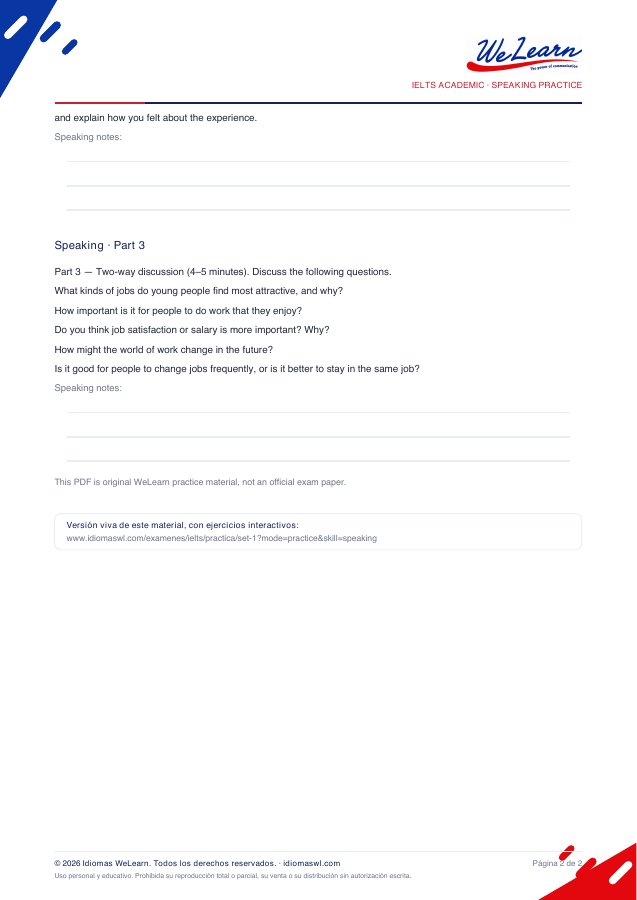 WeLearn
The power of communication
IELTS ACADEMIC · SPEAKING PRACTICE
and explain how you felt about the experience.
Speaking notes:
Speaking · Part 3
Part 3 — Two-way discussion (4–5 minutes). Discuss the following questions.
What kinds of jobs do young people find most attractive, and why?
How important is it for people to do work that they enjoy?
Do you think job satisfaction or salary is more important? Why?
How might the world of work change in the future?
Is it good for people to change jobs frequently, or is it better to stay in the same job?
Speaking notes:
This PDF is original WeLearn practice material, not an official exam paper.
Versión viva de este material, con ejercicios interactivos:
www.idiomaswl.com/examenes/ielts/practica/set-1?mode=practice&skill=speaking
© 2026 Idiomas WeLearn. Todos los derechos reservados. · idiomaswl.com
Página 2 de 2
Uso personal y educativo. Prohibida su reproducción total o parcial, su venta o su distribución sin autorización escrita.